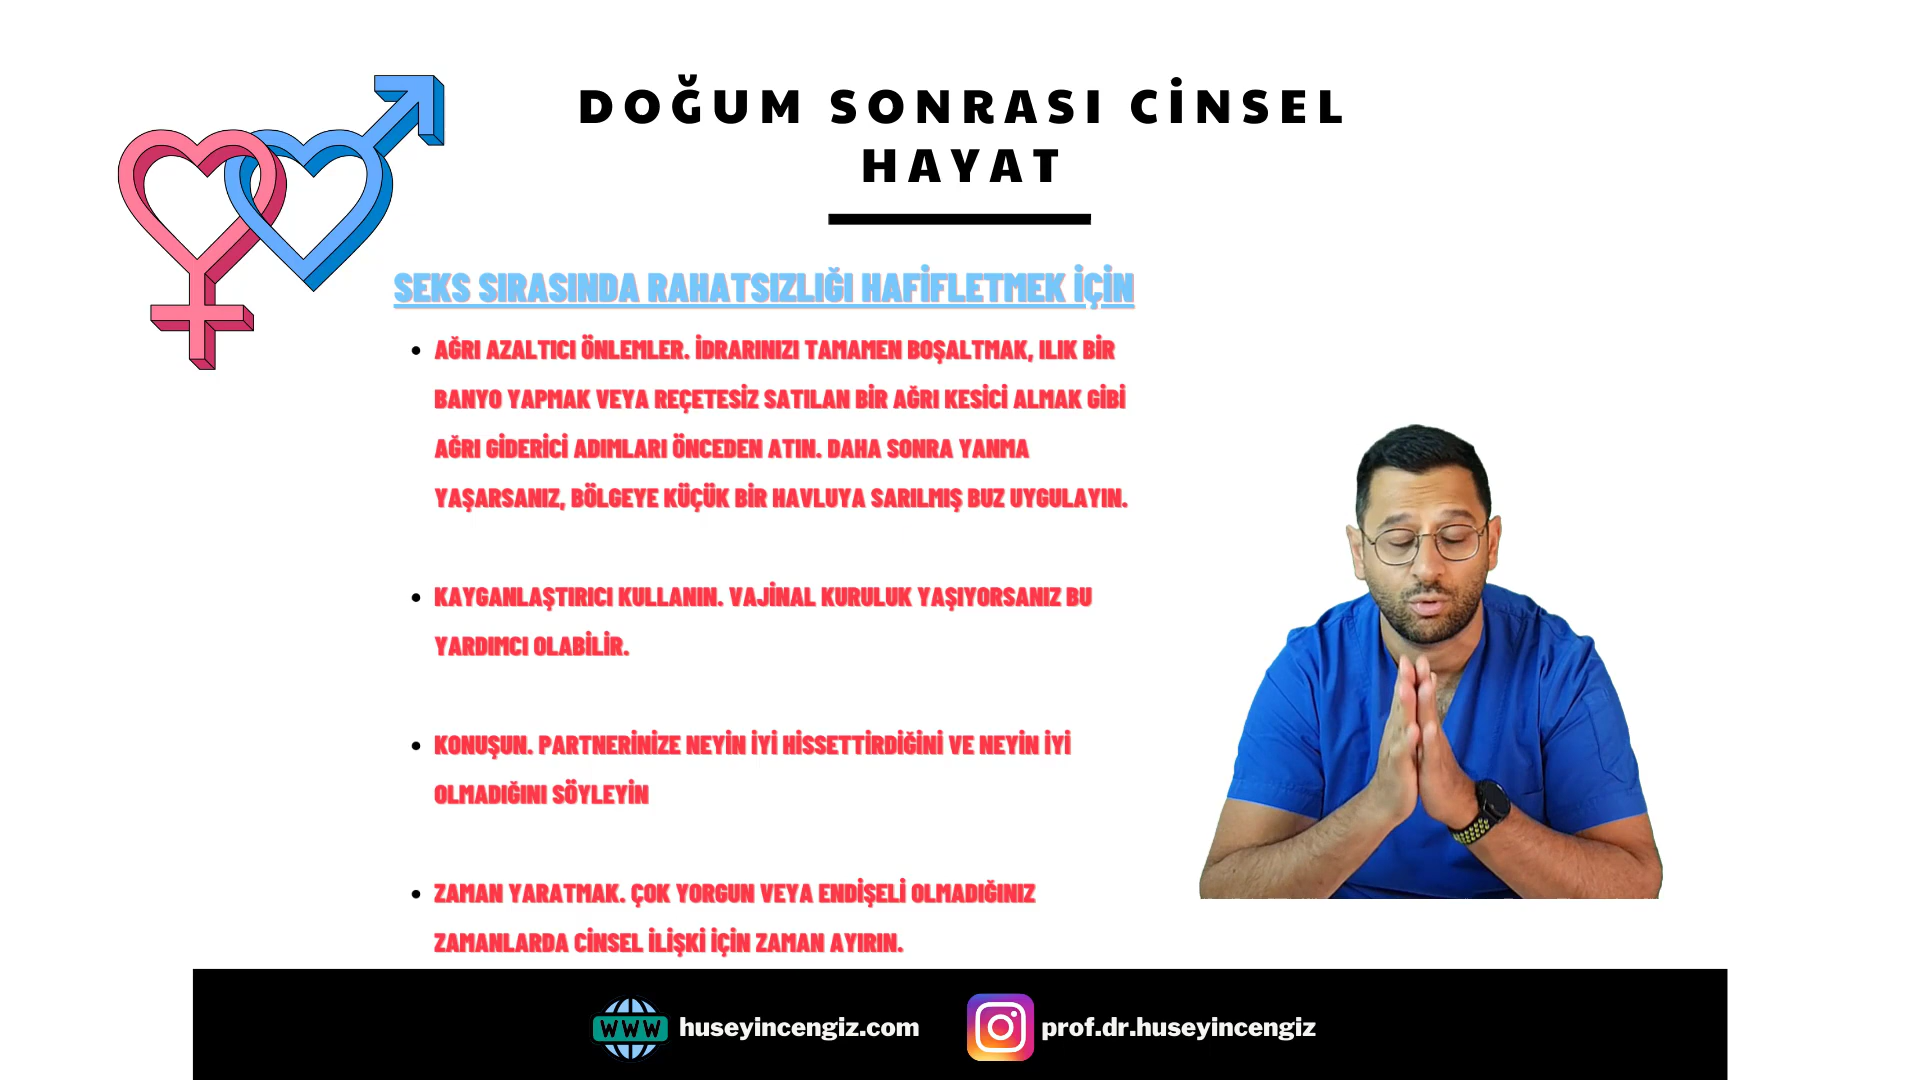 DOĞUM SONRASI CİNSEL
HAYAT
SEKS SIRASINDA RAHATSIZLIĞI HAFİFLETMEK İÇİN
AĞRI AZALTICI ÖNLEMLER. İDRARINIZI TAMAMEN BOŞALTMAK, ILIK BİR
BANYO YAPMAK VEYA REÇETESİZ SATILAN BİR AĞRI KESİCİ ALMAK GİBİ
AĞRI GİDERİCİ ADIMLARI ÖNCEDEN ATIN. DAHA SONRA YANMA
YAŞARSANIZ, BÖLGEYE KÜÇÜK BİR HAVLUYA SARILMIŞ BUZ UYGULAYIN.
KAYGANLAŞTIRICI KULLANIN. VAJİNAL KURULUK YAŞIYORSANIZ BU
YARDIMCI OLABİLİR.
KONUŞUN. PARTNERİNİZE NEYİN İYİ HİSSETTİRDİĞİNİ VE NEYİN İYİ
OLMADIĞINI SÖYLEYİN
ZAMAN YARATMAK. ÇOK YORGUN VEYA ENDİŞELİ OLMADIĞINIZ
ZAMANLARDA CİNSEL İLİŞKİ İÇİN ZAMAN AYIRIN.
WWW huseyincengiz.com prof.dr.huseyincengiz